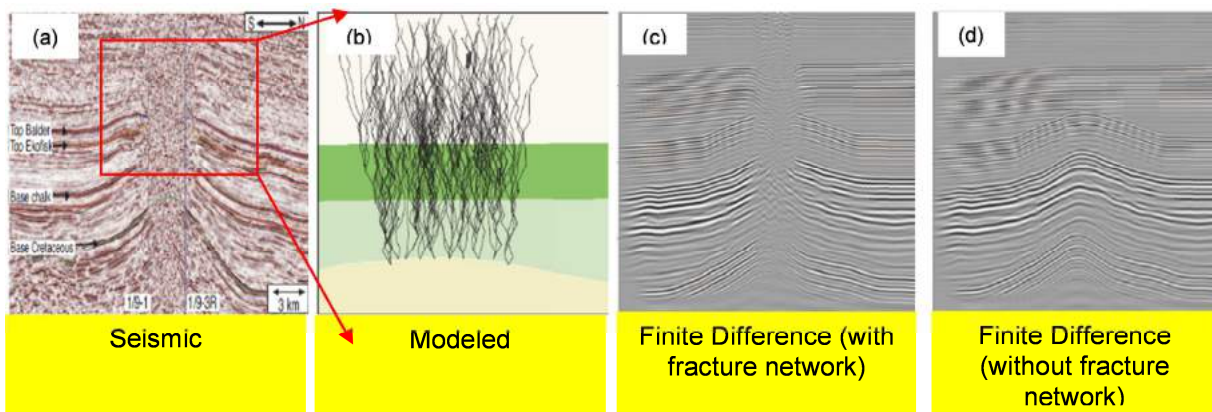 (a)
S N
Top Balder
Top Ekofisk
Base chalk
Base Cretaceous
1/9-1
1/9-3R
3 km
Seismic
(b)
Modeled
(c)
Finite Difference (with
fracture network)
(d)
Finite Difference
(without fracture
network)